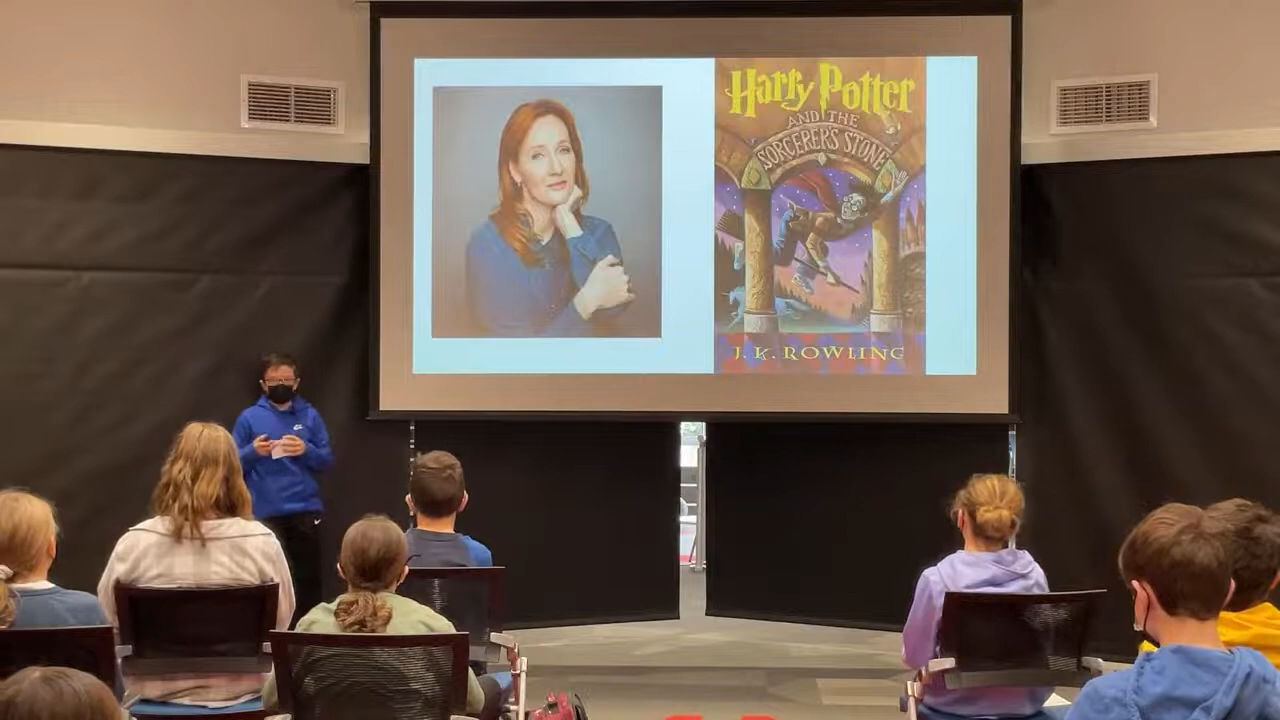 Harry Potter
AND THE
SORCERER'S STONE
J. K. ROWLING